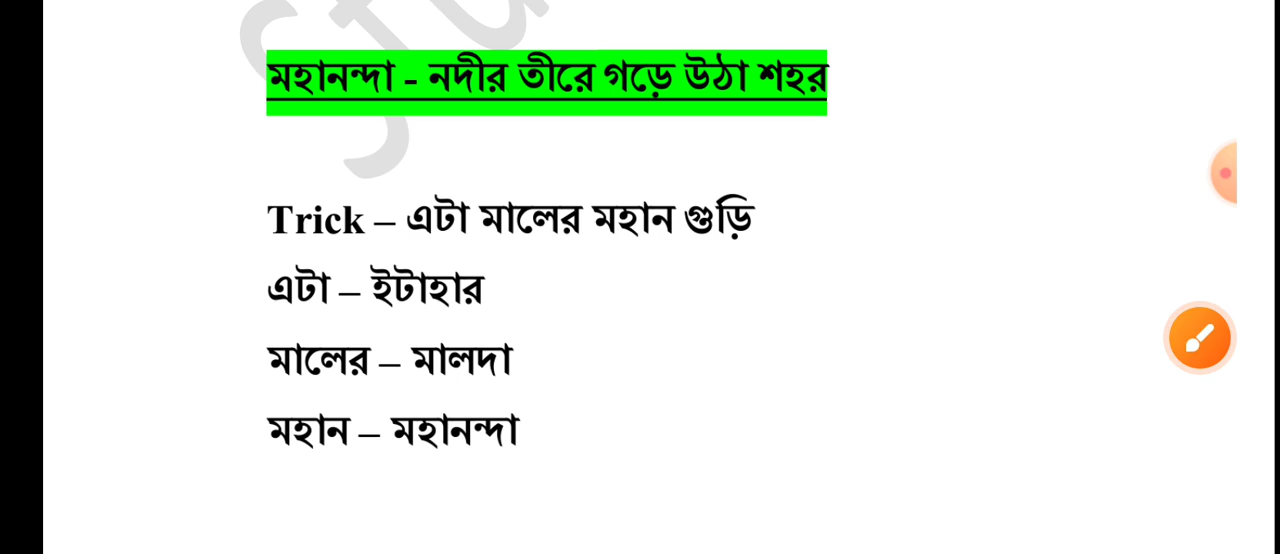 মহানন্দা - নদীর তীরে গড়ে উঠা শহর
Trick – এটা মালের মহান গুড়ি
এটা – ইটাহার
মালের – মালদা
মহান – মহানন্দা